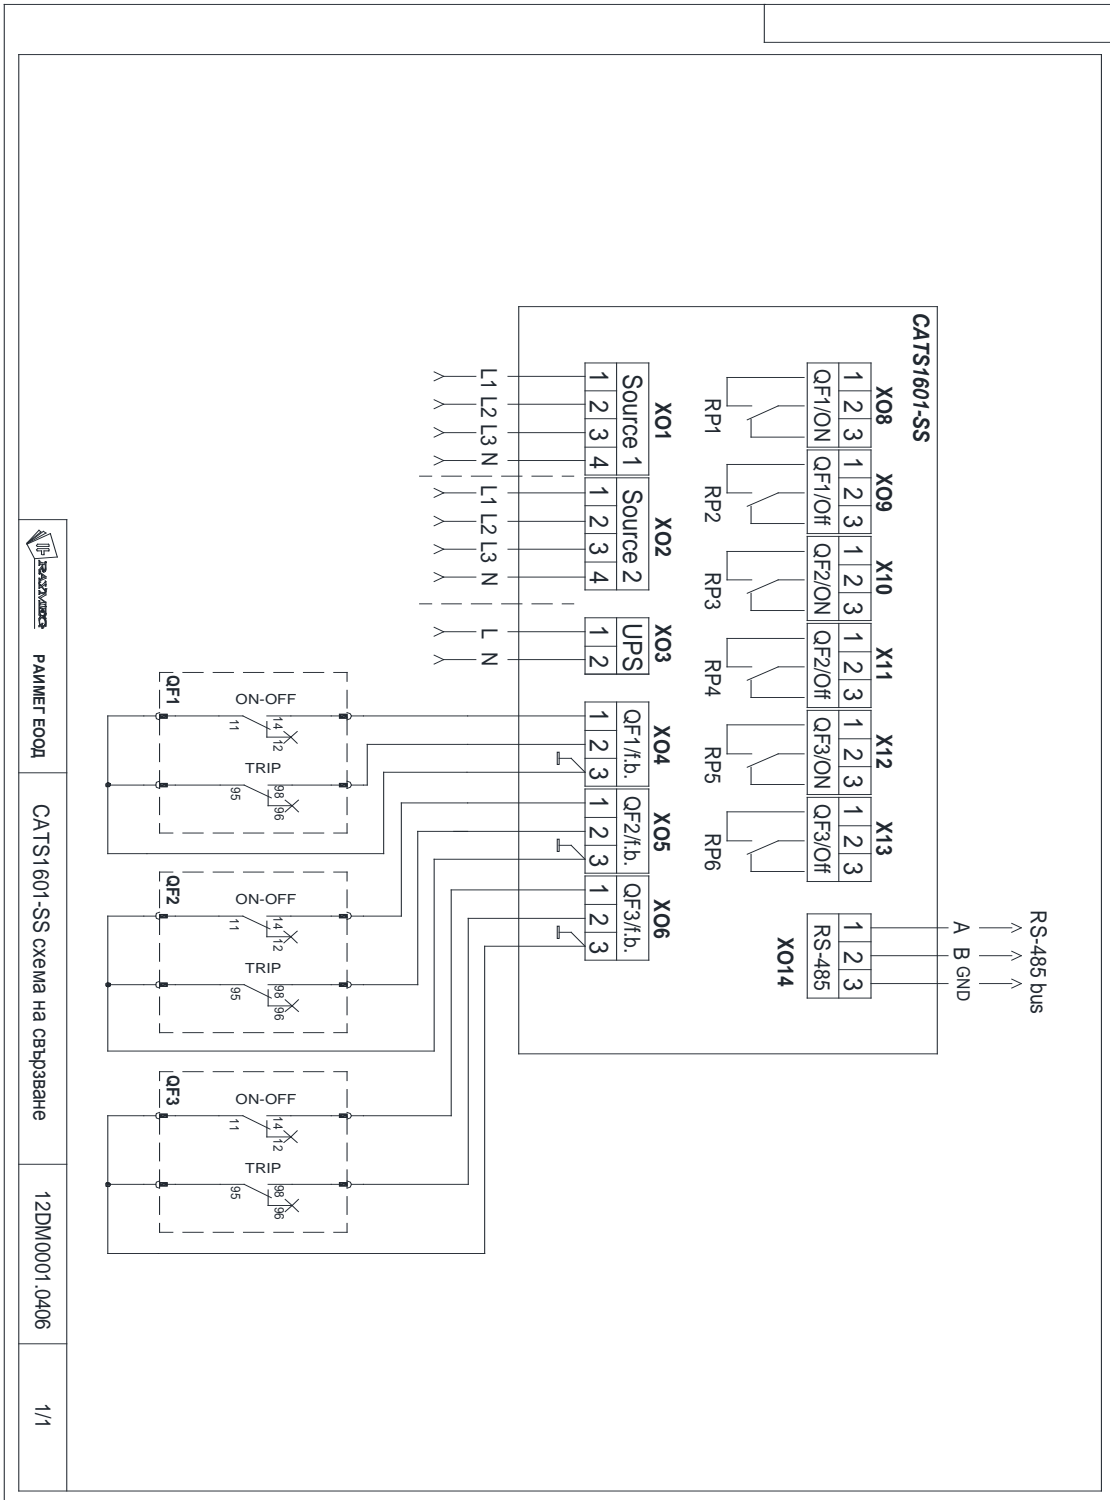 CATS1601-SS
XO8
1 2 3
QF1/ON
RP1
XO9
1 2 3
QF1/Off
RP2
X10
1 2 3
QF2/ON
RP3
X11
1 2 3
QF2/Off
RP4
X12
1 2 3
QF3/ON
RP5
X13
1 2 3
QF3/Off
RP6
RS-485 bus
A B GND
1 2 3
RS-485
XO14
XO1
Source 1
1 2 3 4
L1 L2 L3 N
XO2
Source 2
1 2 3 4
L1 L2 L3 N
XO3
UPS
1 2
L N
XO4
QF1/f.b.
1 2 3
XO5
QF2/f.b.
1 2 3
XO6
QF3/f.b.
1 2 3
QF1
ON-OFF
11 14 12
TRIP
95 98 96
QF2
ON-OFF
11 14 12
TRIP
95 98 96
QF3
ON-OFF
11 14 12
TRIP
95 98 96
RAYMEG
РАИМЕГ ЕООД
CATS1601-SS схема на свързване
12DM0001.0406
1/1